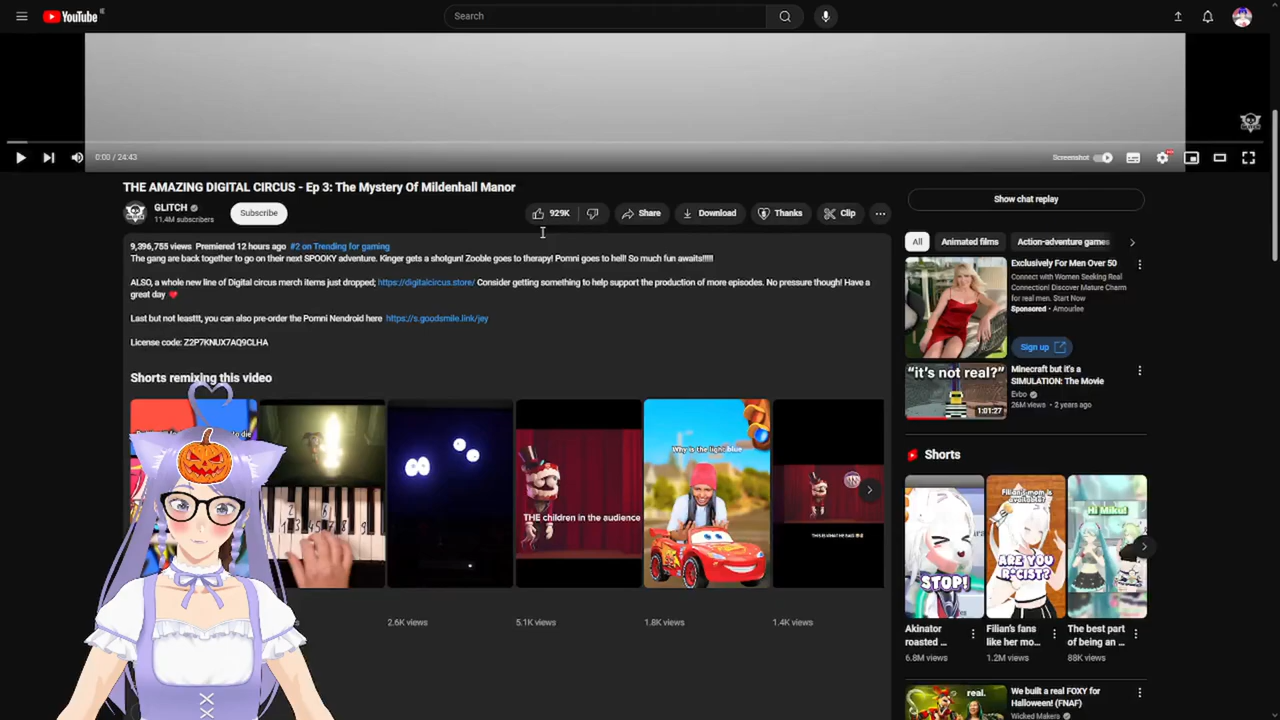 YouTube IE
Search
0:00 / 24:43
Screenshot
THE AMAZING DIGITAL CIRCUS - Ep 3: The Mystery Of Mildenhall Manor
GLITCH
11.4M subscribers
Subscribe
929K
Share
Download
Thanks
Clip
9,396,755 views Premiered 12 hours ago #2 on Trending for gaming
The gang are back together to go on their next SPOOKY adventure. Kinger gets a shotgun! Zooble goes to therapy! Pomni goes to hell! So much fun awaits!!!!!
ALSO, a whole new line of Digital circus merch items just dropped; https://digitalcircus.store/ Consider getting something to help support the production of more episodes. No pressure though! Have a
great day ❤️
Last but not leasttt, you can also pre-order the Pomni Nendroid here https://s.goodsmile.link/jey
License code: Z2P7KNUX7AQ9CLHA
Shorts remixing this video
to die
THE children in the audience
Why is the light blue
2.6K views
5.1K views
1.8K views
1.4K views
Show chat replay
All
Animated films
Action-adventure games
Exclusively For Men Over 50
Connect with Women Seeking Real
Connection! Discover Mature Charm
for real men. Start Now
Sponsored • Amourlee
Sign up
"it's not real?"
1:01:27
Minecraft but it's a
SIMULATION: The Movie
Evbo
26M views • 2 years ago
Shorts
STOP!
Filian's mom is
available?
ARE YOU
R*CIST?
Hi Miku!
Akinator
roasted ...
6.8M views
Filian's fans
like her mo...
1.2M views
The best part
of being an ...
88K views
real.
We built a real FOXY for
Halloween! (FNAF)
Wicked Makers